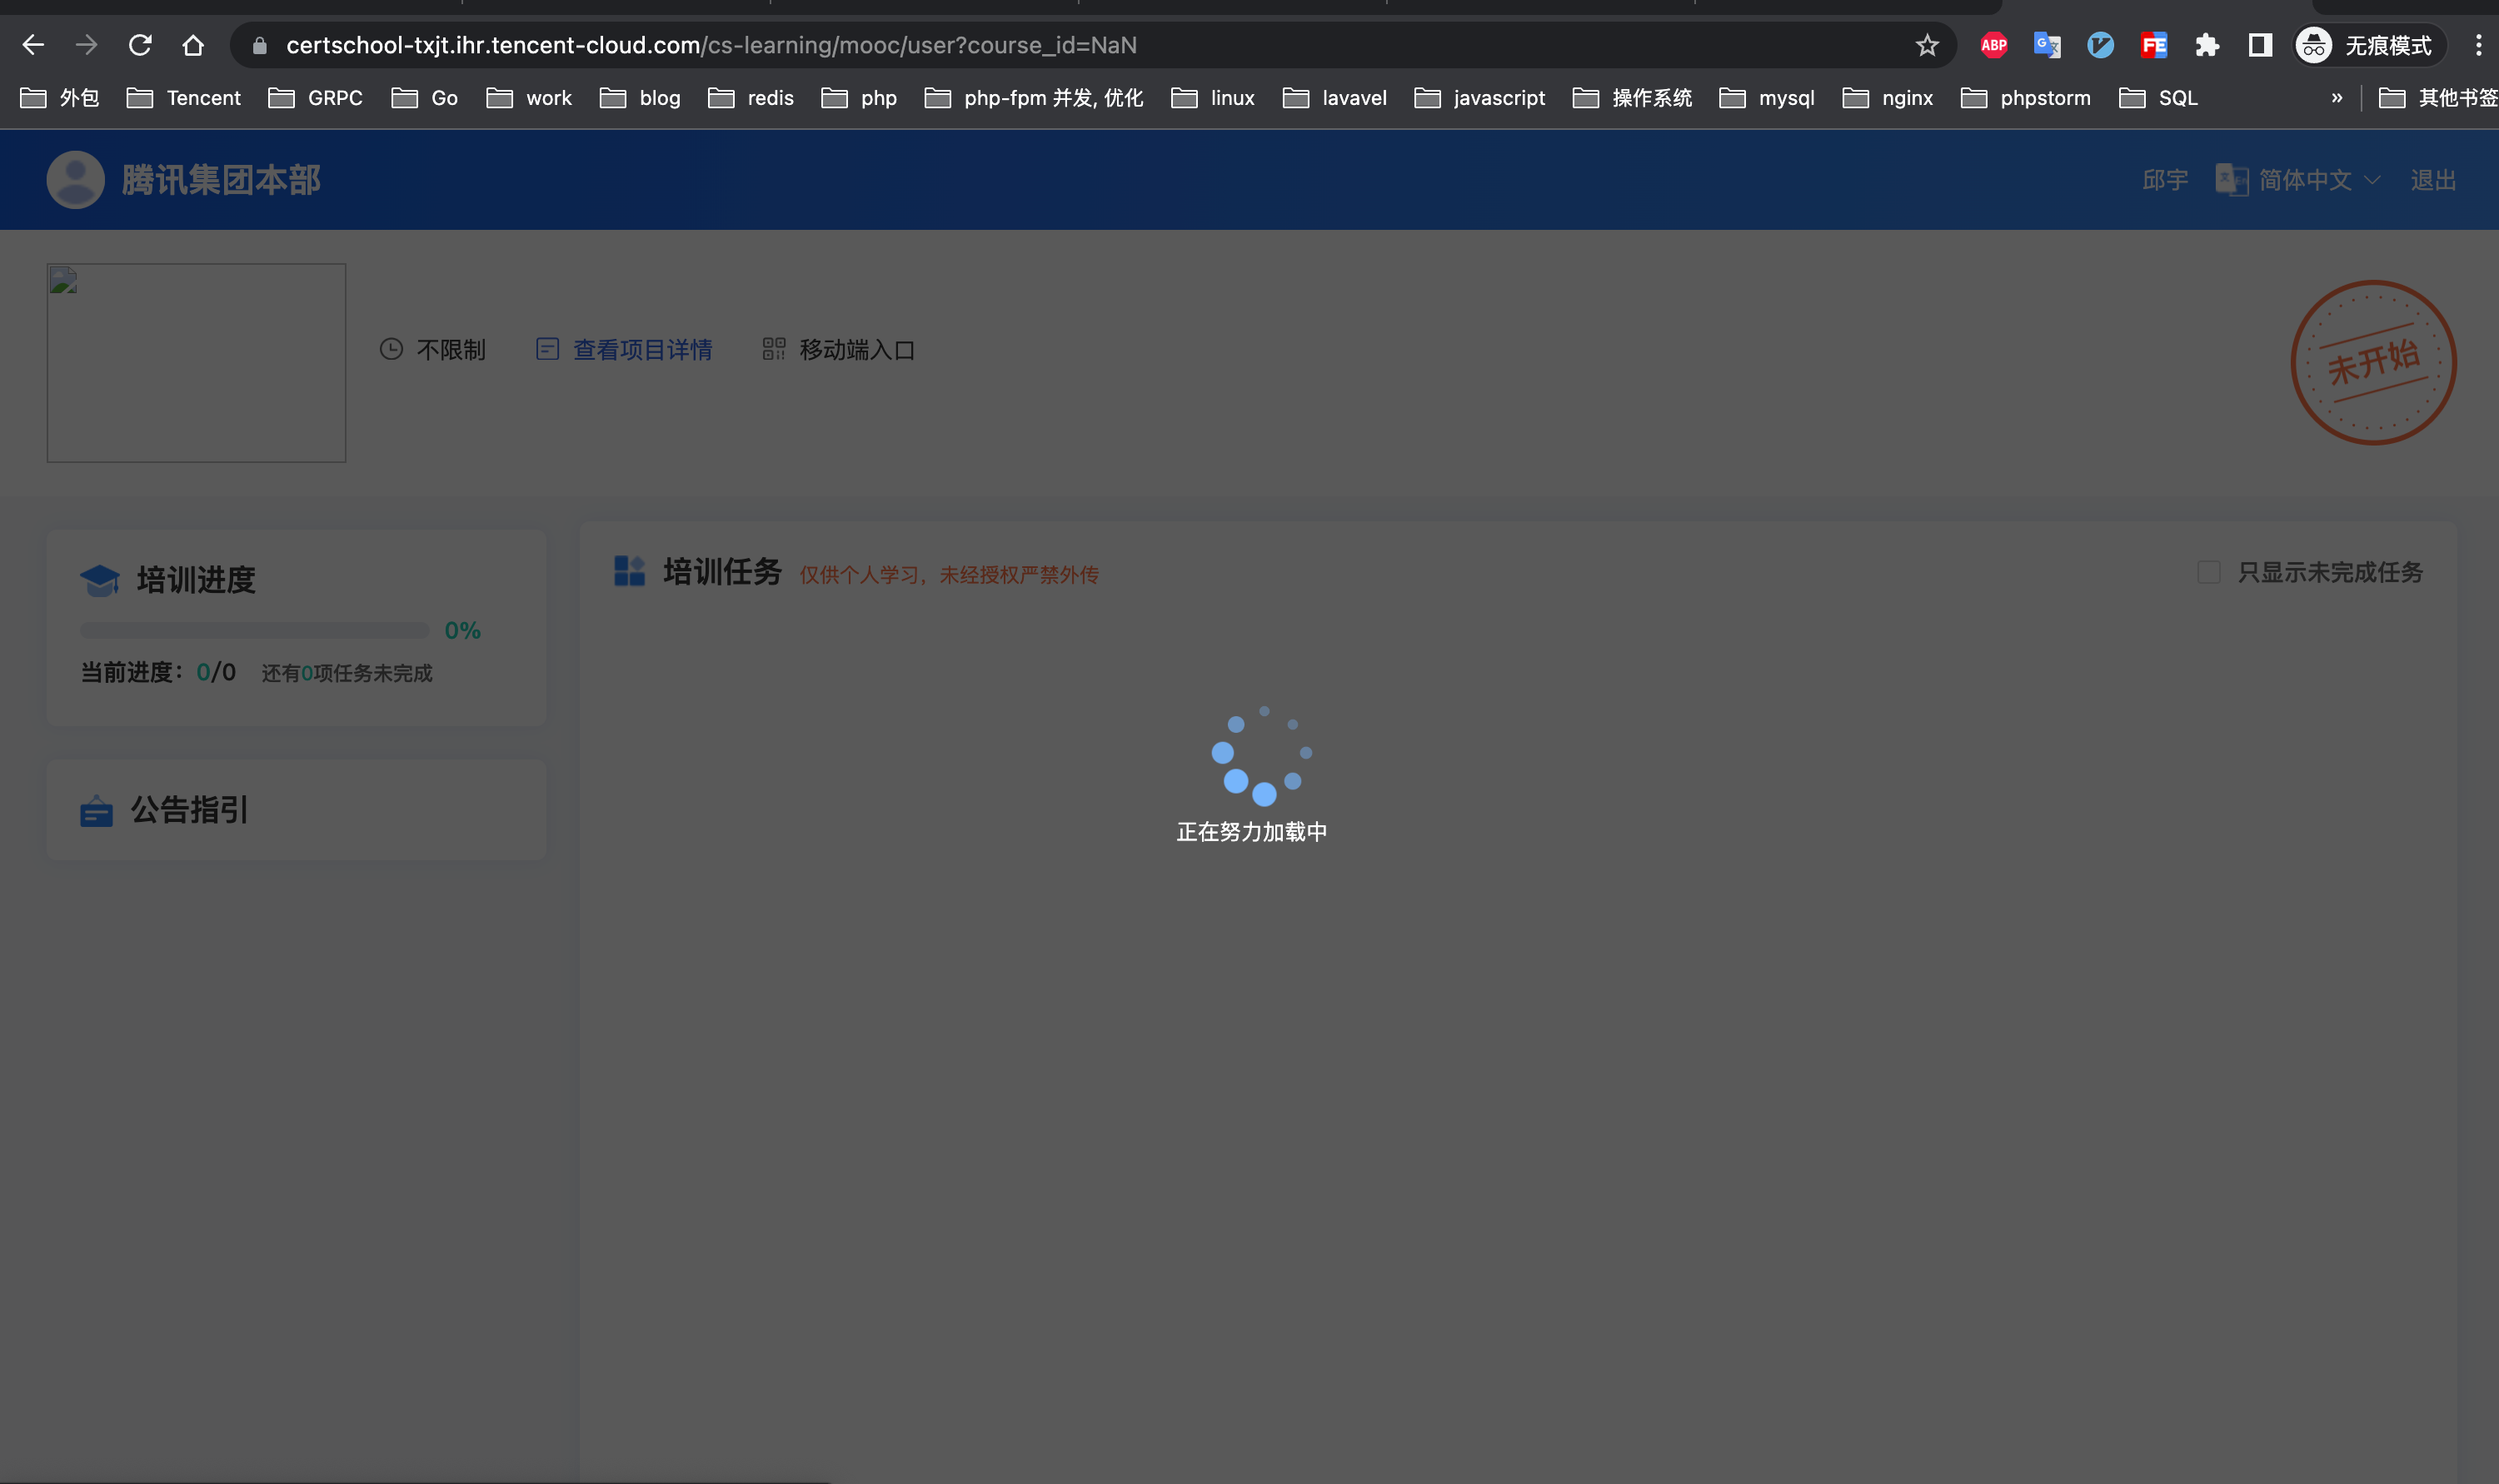 certschool-txjt.ihr.tencent-cloud.com/cs-learning/mooc/user?course_id=NaN
ABP
G 文
FE
无痕模式
外包 Tencent GRPC Go work blog redis php php-fpm 并发, 优化 linux lavavel javascript 操作系统 mysql nginx phpstorm SQL » 其他书签
腾讯集团本部
邱宇 简体中文 退出
不限制 查看项目详情 移动端入口
未开始
培训进度
0%
当前进度：0/0 还有0项任务未完成
公告指引
培训任务 仅供个人学习，未经授权严禁外传
只显示未完成任务
正在努力加载中